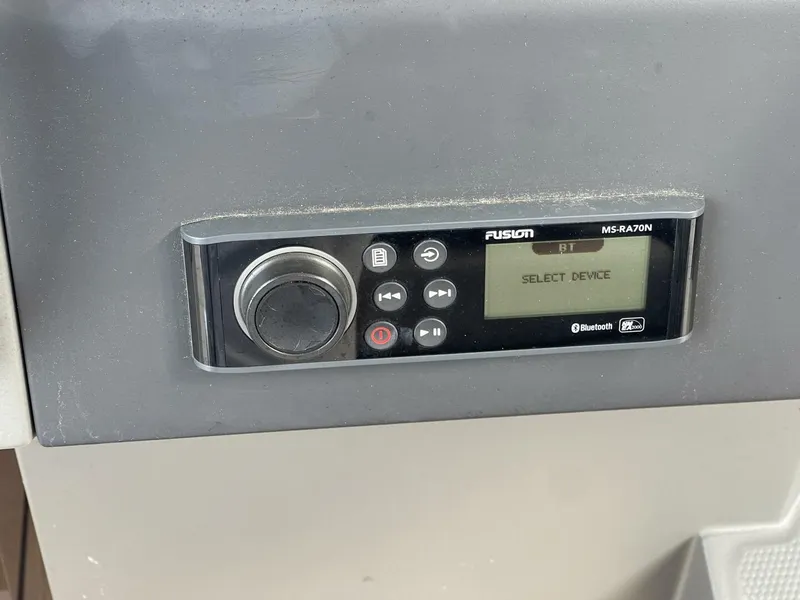 FUSION
MS-RA70N
BT
SELECT DEVICE
Bluetooth